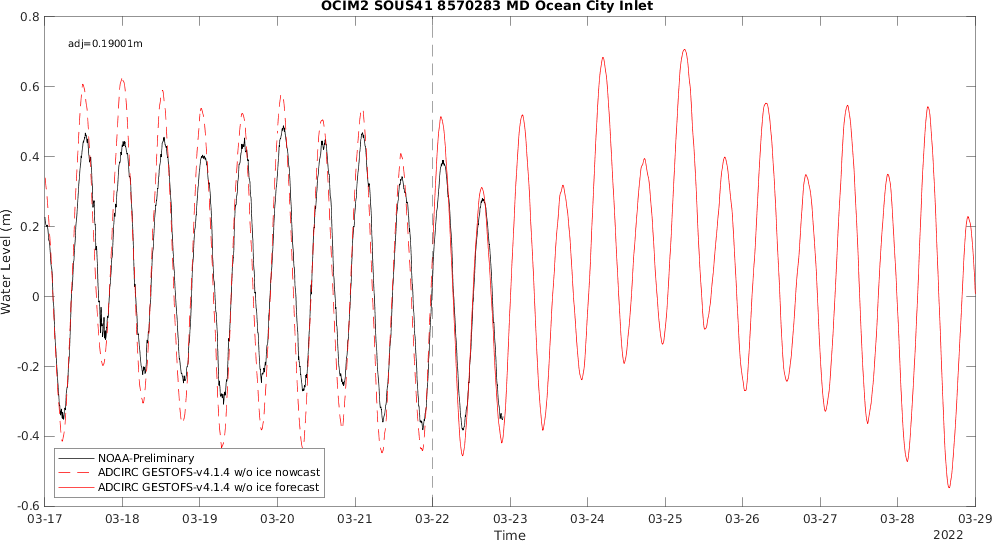 OCIM2 SOUS41 8570283 MD Ocean City Inlet
adj=0.19001m
0.8
0.6
0.4
0.2
0
-0.2
-0.4
-0.6
Water Level (m)
NOAA-Preliminary
ADCIRC GESTOFS-v4.1.4 w/o ice nowcast
ADCIRC GESTOFS-v4.1.4 w/o ice forecast
03-17 03-18 03-19 03-20 03-21 03-22 03-23 03-24 03-25 03-26 03-27 03-28 03-29
Time
2022